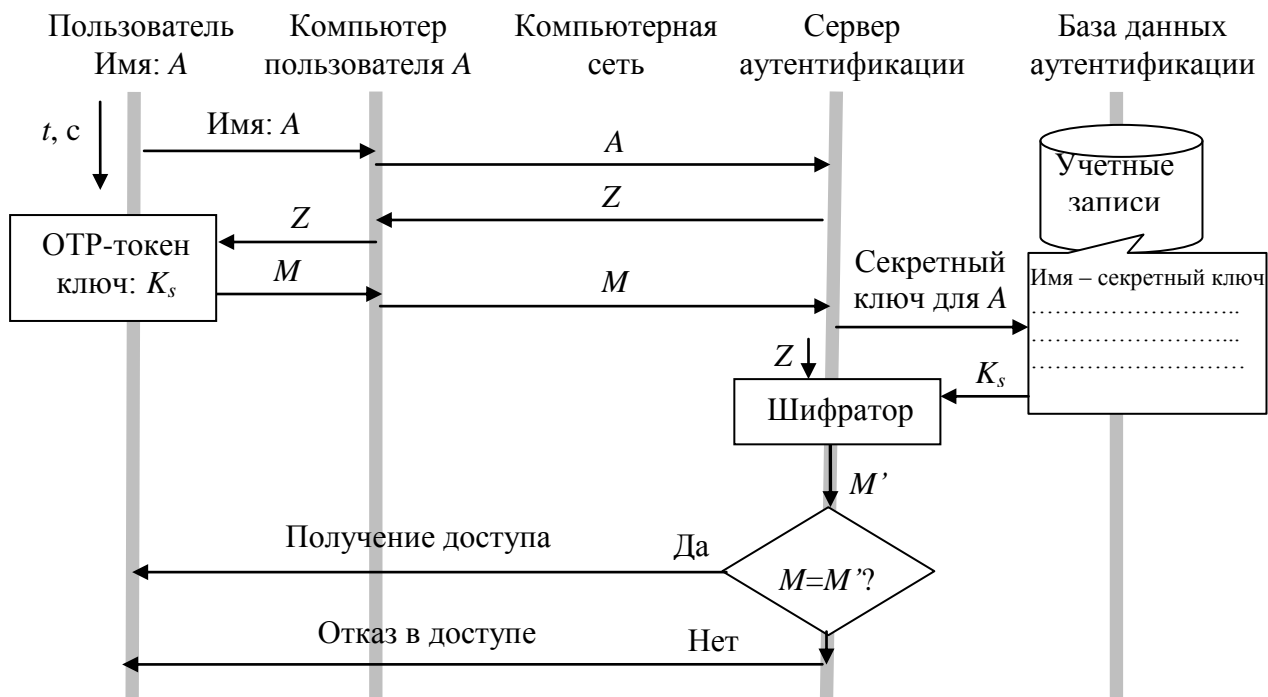 Пользователь
Имя: A
Компьютер
пользователя A
Компьютерная
сеть
Сервер
аутентификации
База данных
аутентификации
t, с
Имя: A
A
Учетные
записи
Z
Z
ОТР-токен
ключ: Ks
M
M
Секретный
ключ для A
Имя – секретный ключ
…………………….…..
……………………...
……………………
Z
Ks
Шифратор
M’
Получение доступа
Да
M=M’?
Отказ в доступе
Нет